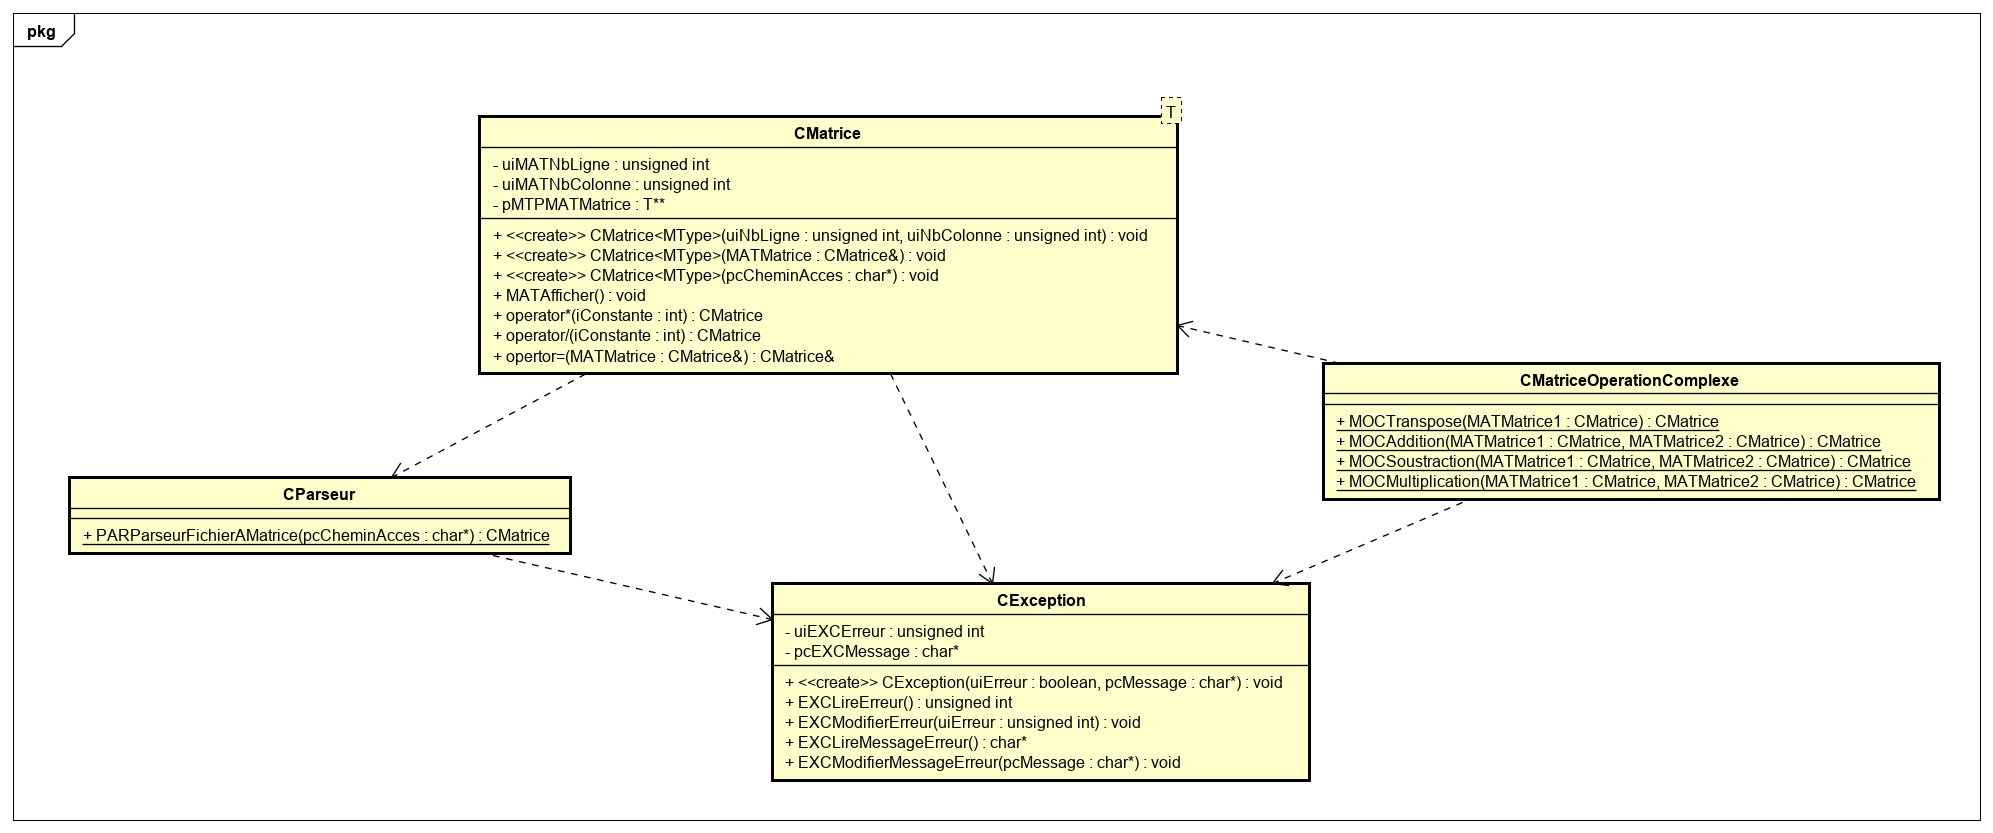 pkg
T
CMatrice
- uiMATNbLigne : unsigned int
- uiMATNbColonne : unsigned int
- pMTPMATMatrice : T**
+ <<create>> CMatrice<MType>(uiNbLigne : unsigned int, uiNbColonne : unsigned int) : void
+ <<create>> CMatrice<MType>(MATMatrice : CMatrice&) : void
+ <<create>> CMatrice<MType>(pcCheminAcces : char*) : void
+ MATAfficher() : void
+ operator*(iConstante : int) : CMatrice
+ operator/(iConstante : int) : CMatrice
+ opertor=(MATMatrice : CMatrice&) : CMatrice&
CMatriceOperationComplexe
+ MOCTranspose(MATMatrice1 : CMatrice) : CMatrice
+ MOCAddition(MATMatrice1 : CMatrice, MATMatrice2 : CMatrice) : CMatrice
+ MOCSoustraction(MATMatrice1 : CMatrice, MATMatrice2 : CMatrice) : CMatrice
+ MOCMultiplication(MATMatrice1 : CMatrice, MATMatrice2 : CMatrice) : CMatrice
CParseur
+ PARParseurFichierAMatrice(pcCheminAcces : char*) : CMatrice
CException
- uiEXCErreur : unsigned int
- pcEXCMessage : char*
+ <<create>> CException(uiErreur : boolean, pcMessage : char*) : void
+ EXCLireErreur() : unsigned int
+ EXCModifierErreur(uiErreur : unsigned int) : void
+ EXCLireMessageErreur() : char*
+ EXCModifierMessageErreur(pcMessage : char*) : void